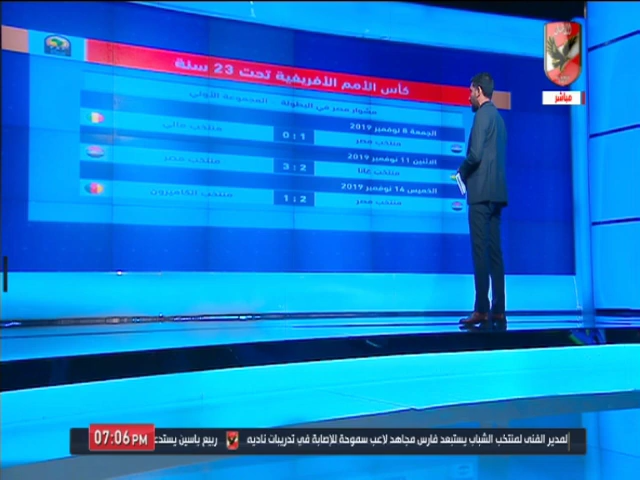 كأس الأمم الأفريقية تحت 23 سنة
مشوار مصر في البطولة - المجموعة الأولي
الجمعة 8 نوفمبر 2019
منتخب مصر
0 : 1
منتخب مالي
الاثنين 11 نوفمبر 2019
منتخب غانا
3 : 2
منتخب مصر
الخميس 14 نوفمبر 2019
منتخب مصر
1 : 2
منتخب الكاميرون
مباشر
لمدير الفنى لمنتخب الشباب يستبعد فارس مجاهد لاعب سموحة للإصابة في تدريبات ناديه
ربيع ياسين يستدع
07:06 PM